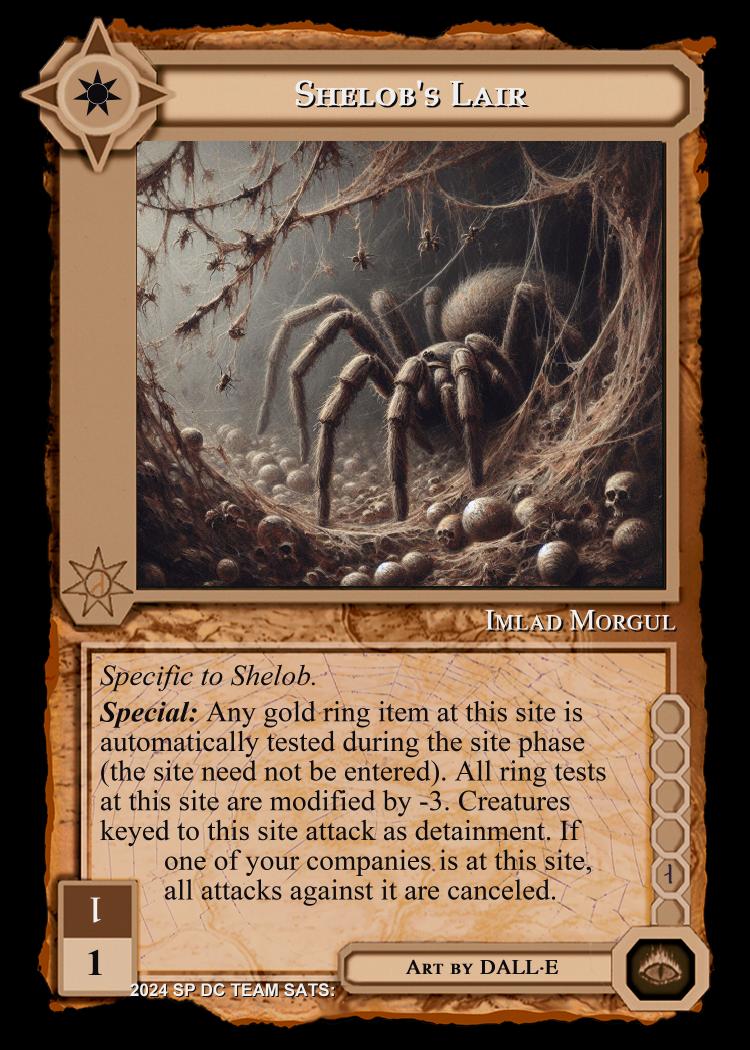 Shelob's Lair
Imlad Morgul
Specific to Shelob.
Special: Any gold ring item at this site is
automatically tested during the site phase
(the site need not be entered). All ring tests
at this site are modified by -3. Creatures
keyed to this site attack as detainment. If
one of your companies is at this site,
all attacks against it are canceled.
1
Art by DALL·E
2024 SP DC TEAM SATS: